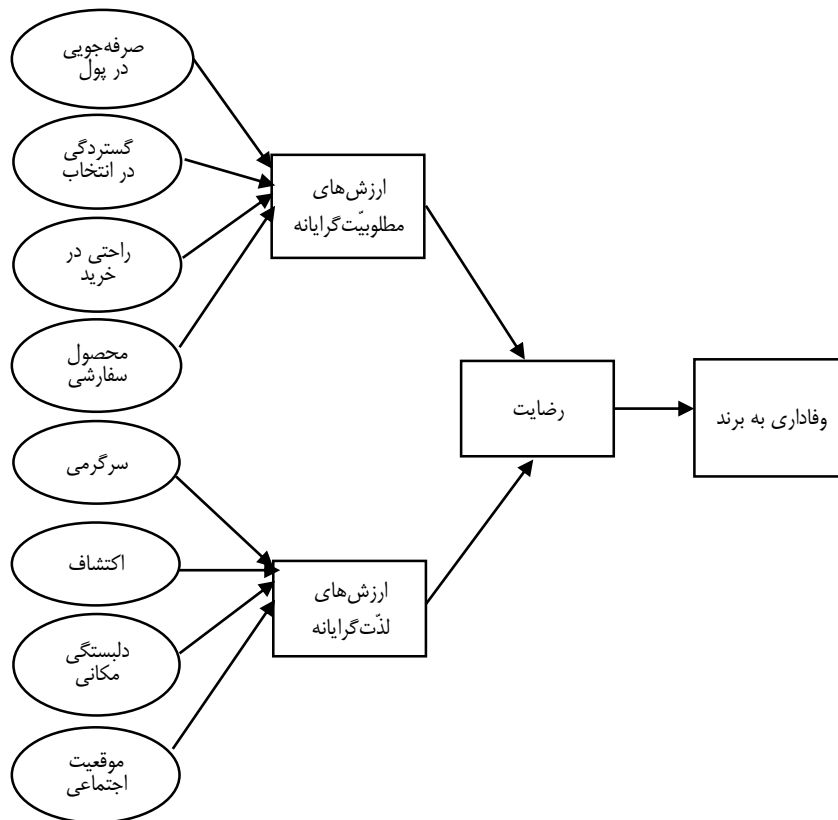 صرفه‌جویی
در پول
گستردگی
در انتخاب
راحتی در
خرید
محصول
سفارشی
ارزش‌های
مطلوبیّت‌گرایانه
رضایت
وفاداری به برند
سرگرمی
اکتشاف
دلبستگی
مکانی
موقعیت
اجتماعی
ارزش‌های
لذّت‌گرایانه